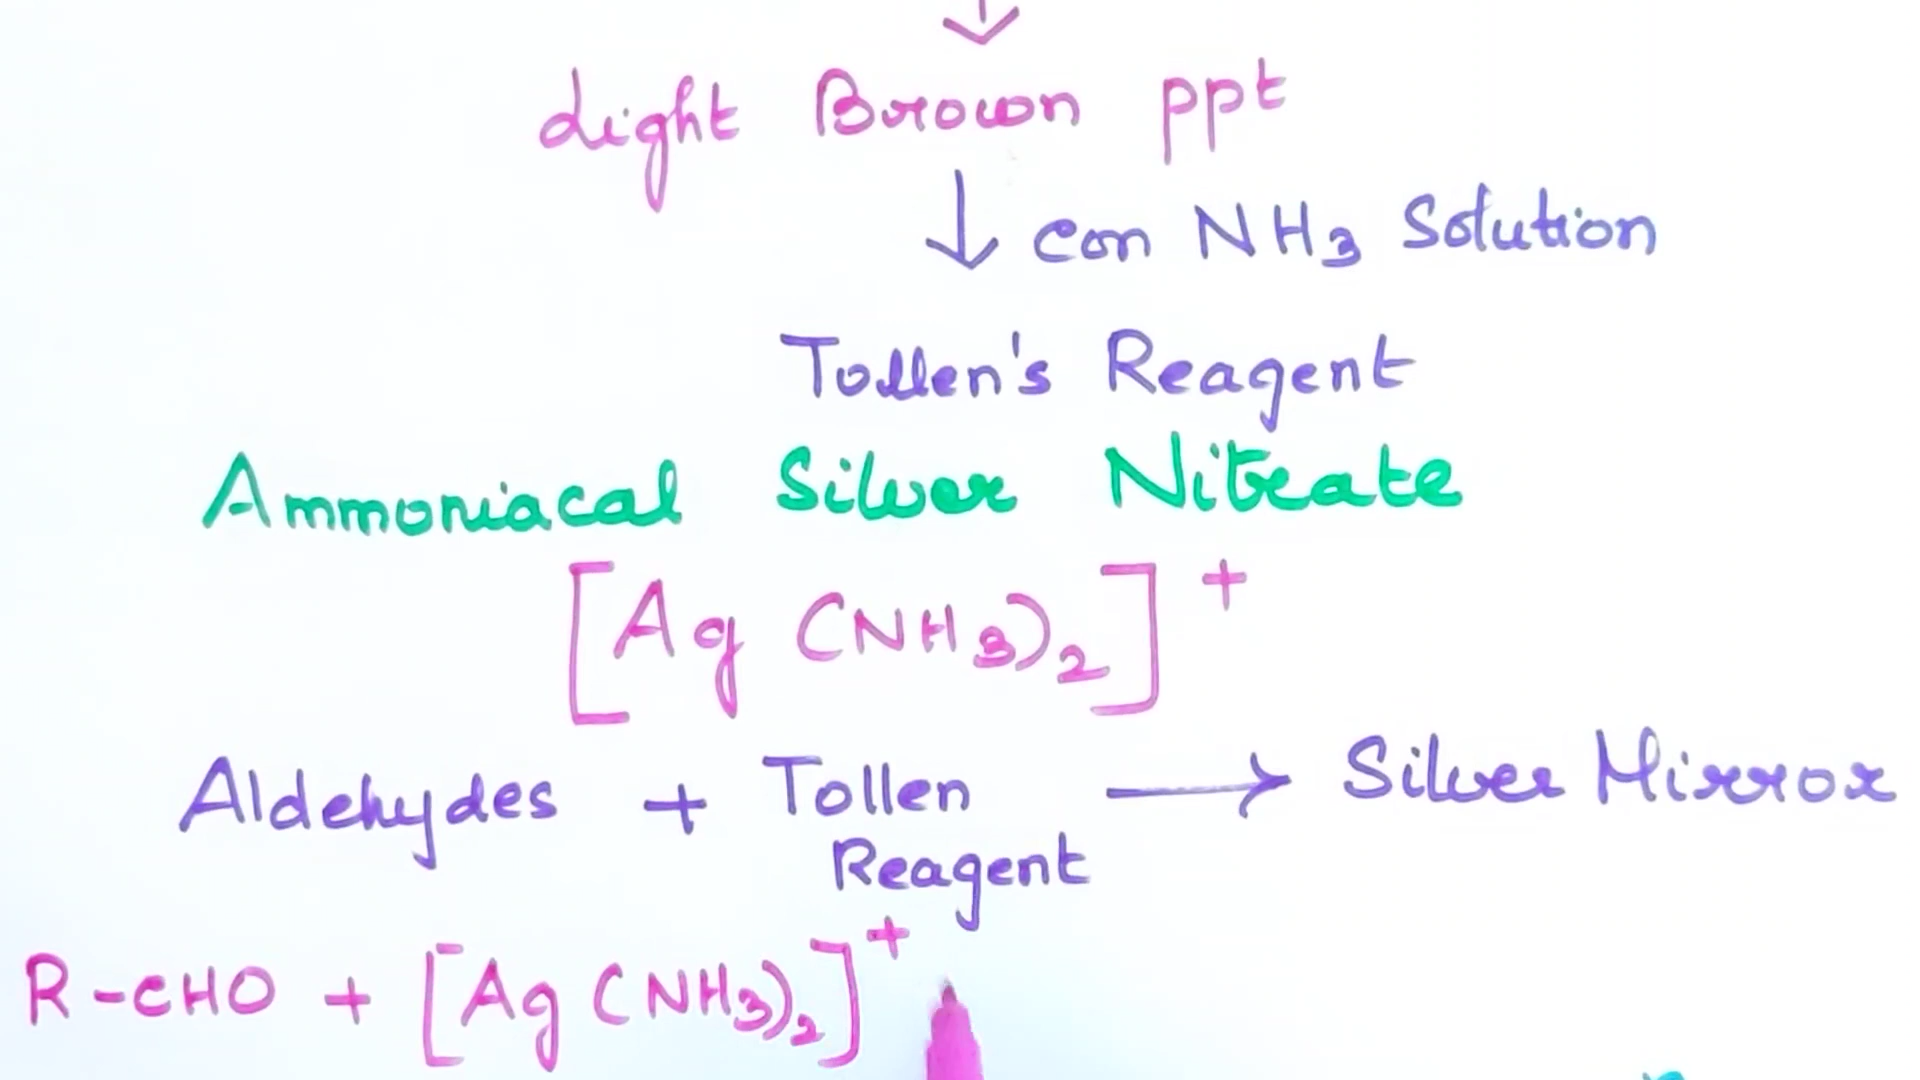 ↓
Light Brown ppt
↓ con NH3 Solution
Tollen's Reagent
Ammoniacal Silver Nitrate
[Ag (NH3)2]+
Aldehydes + Tollen Reagent → Silver Mirror
R-CHO + [Ag (NH3)2]+